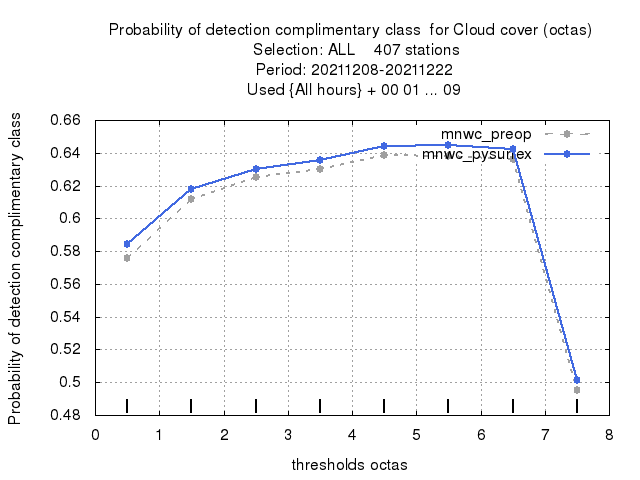 Probability of detection complimentary class  for Cloud cover (octas)
Selection: ALL    407 stations
Period: 20211208-20211222
Used {All hours} + 00 01 ... 09
Probability of detection complimentary class
0.66
0.64
0.62
0.6
0.58
0.56
0.54
0.52
0.5
0.48
mnwc_preop
mnwc_pysurfex
0 1 2 3 4 5 6 7 8
thresholds octas